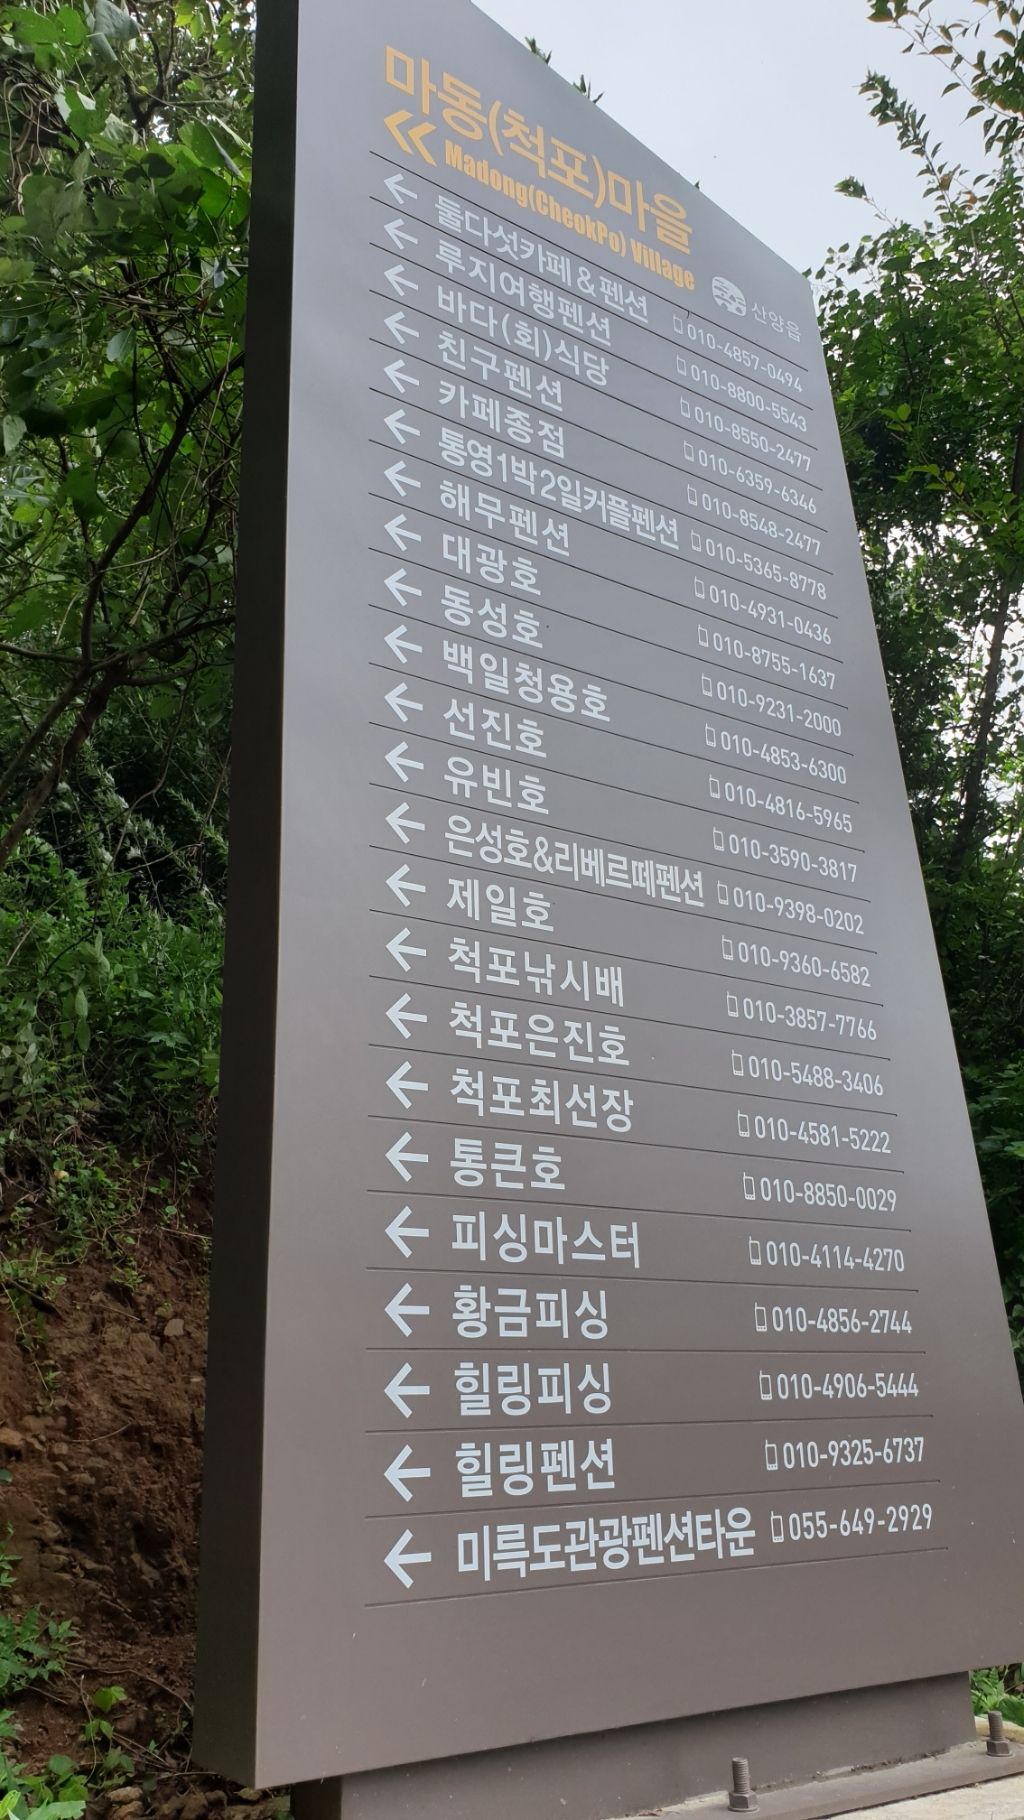 마동(척포)마을
Madong(CheokPo) Village
산양읍
둘다섯카페&펜션 010-4857-0494
루지여행펜션 010-8800-5543
바다(회)식당 010-8550-2477
친구펜션 010-6359-6346
카페종점 010-8548-2477
통영1박2일커플펜션 010-5365-8778
해무펜션 010-4931-0436
대광호 010-8755-1637
동성호 010-9231-2000
백일청용호 010-4853-6300
선진호 010-4816-5965
유빈호 010-3590-3817
은성호&리베르떼펜션 010-9398-0202
제일호 010-9360-6582
척포낚시배 010-3857-7766
척포은진호 010-5488-3406
척포최선장 010-4581-5222
통큰호 010-8850-0029
피싱마스터 010-4114-4270
황금피싱 010-4856-2744
힐링피싱 010-4906-5444
힐링펜션 010-9325-6737
미륵도관광펜션타운 055-649-2929